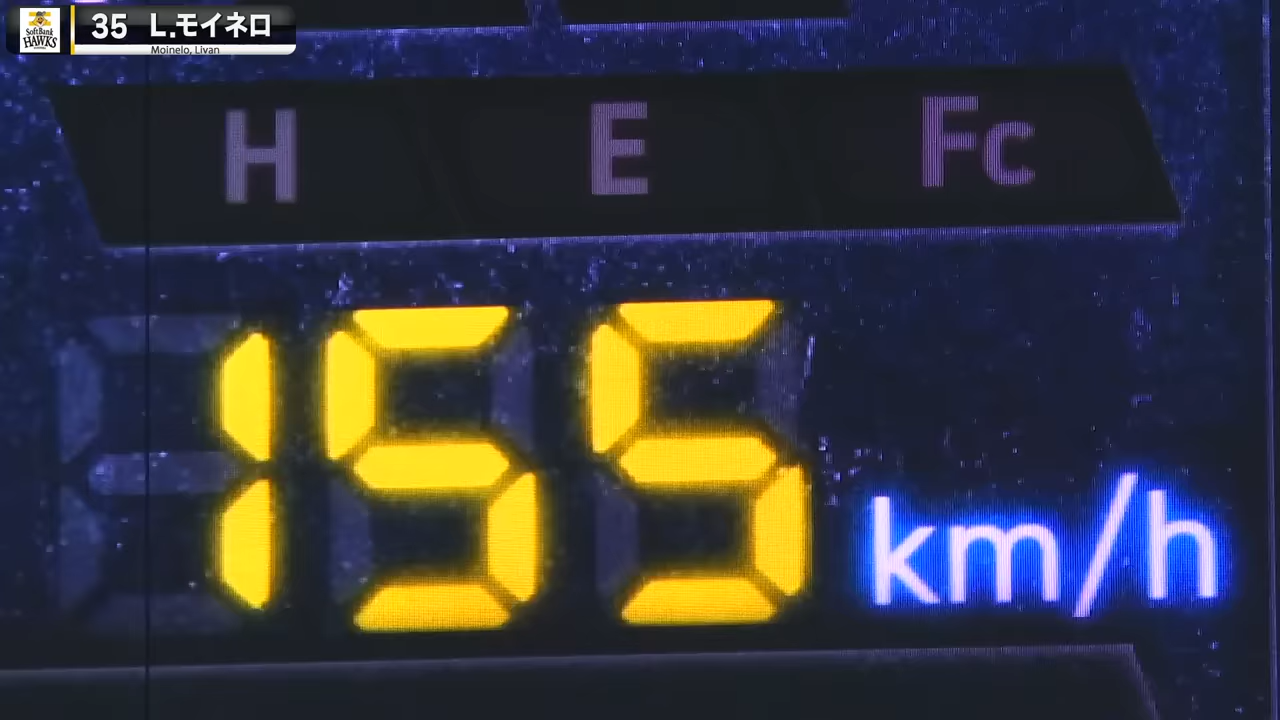 SoftBank
HAWKS
35 L.モイネロ
Moinelo, Livan
H E Fc
155 km/h